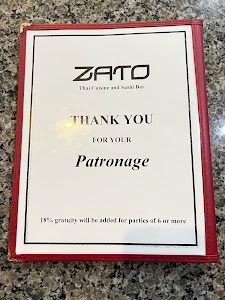 ZATO
Thai Cuisine and Sushi Bar
THANK YOU
FOR YOUR
Patronage
18% gratuity will be added for parties of 6 or more